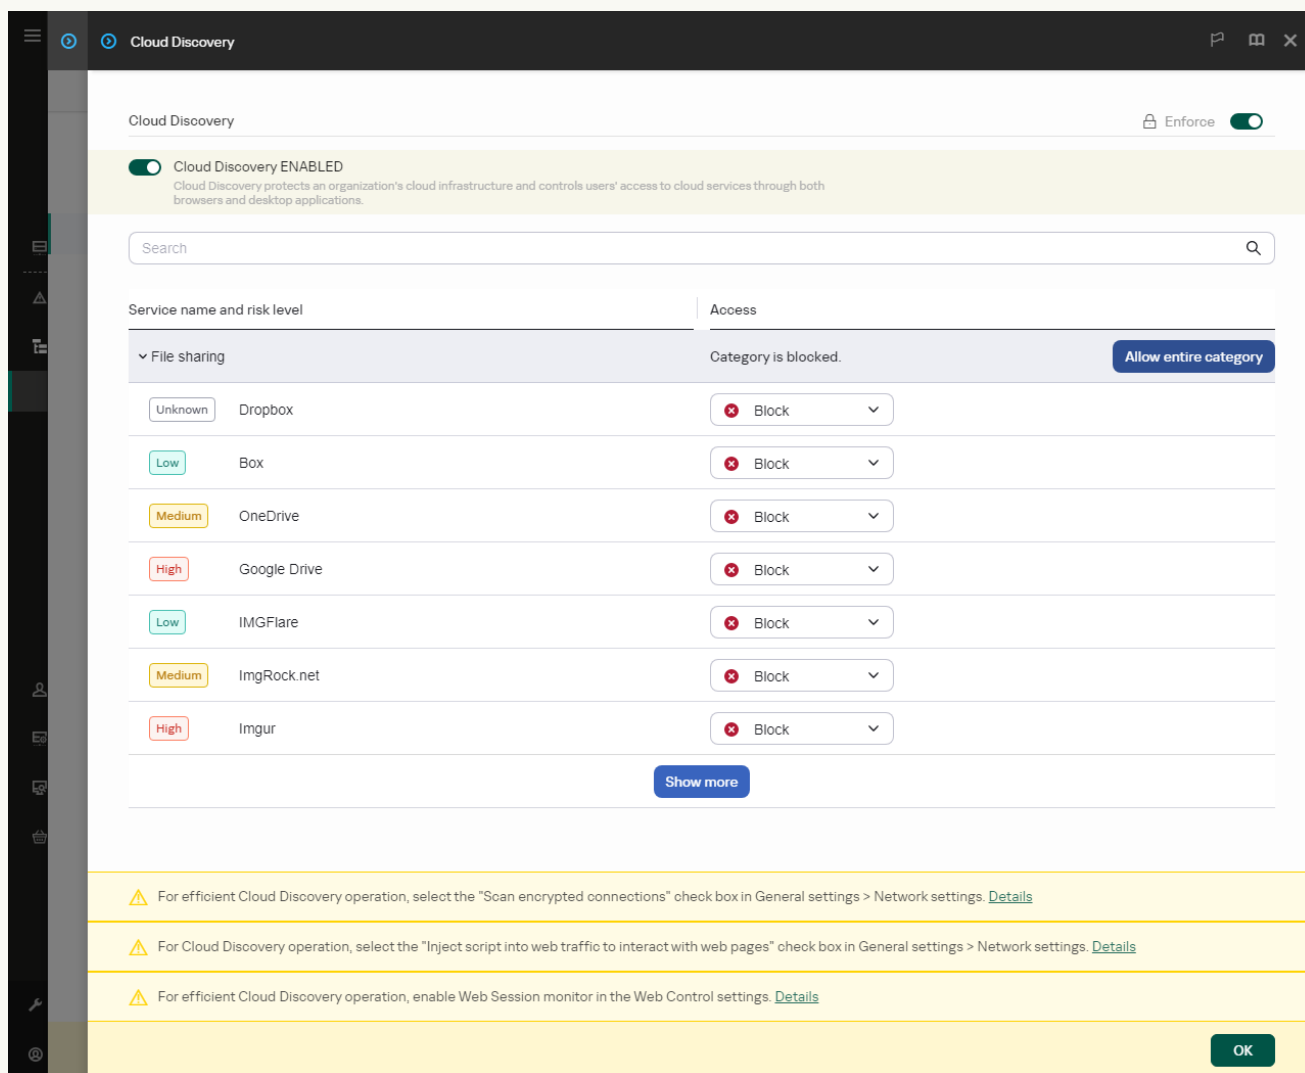 Cloud Discovery
Cloud Discovery
Enforce
Cloud Discovery ENABLED
Cloud Discovery protects an organization's cloud infrastructure and controls users' access to cloud services through both
browsers and desktop applications.
Search
Service name and risk level
Access
File sharing
Category is blocked.
Allow entire category
Unknown
Dropbox
Block
Low
Box
Block
Medium
OneDrive
Block
High
Google Drive
Block
Low
IMGFlare
Block
Medium
ImgRock.net
Block
High
Imgur
Block
Show more
For efficient Cloud Discovery operation, select the "Scan encrypted connections" check box in General settings > Network settings. Details
For Cloud Discovery operation, select the "Inject script into web traffic to interact with web pages" check box in General settings > Network settings. Details
For efficient Cloud Discovery operation, enable Web Session monitor in the Web Control settings. Details
OK